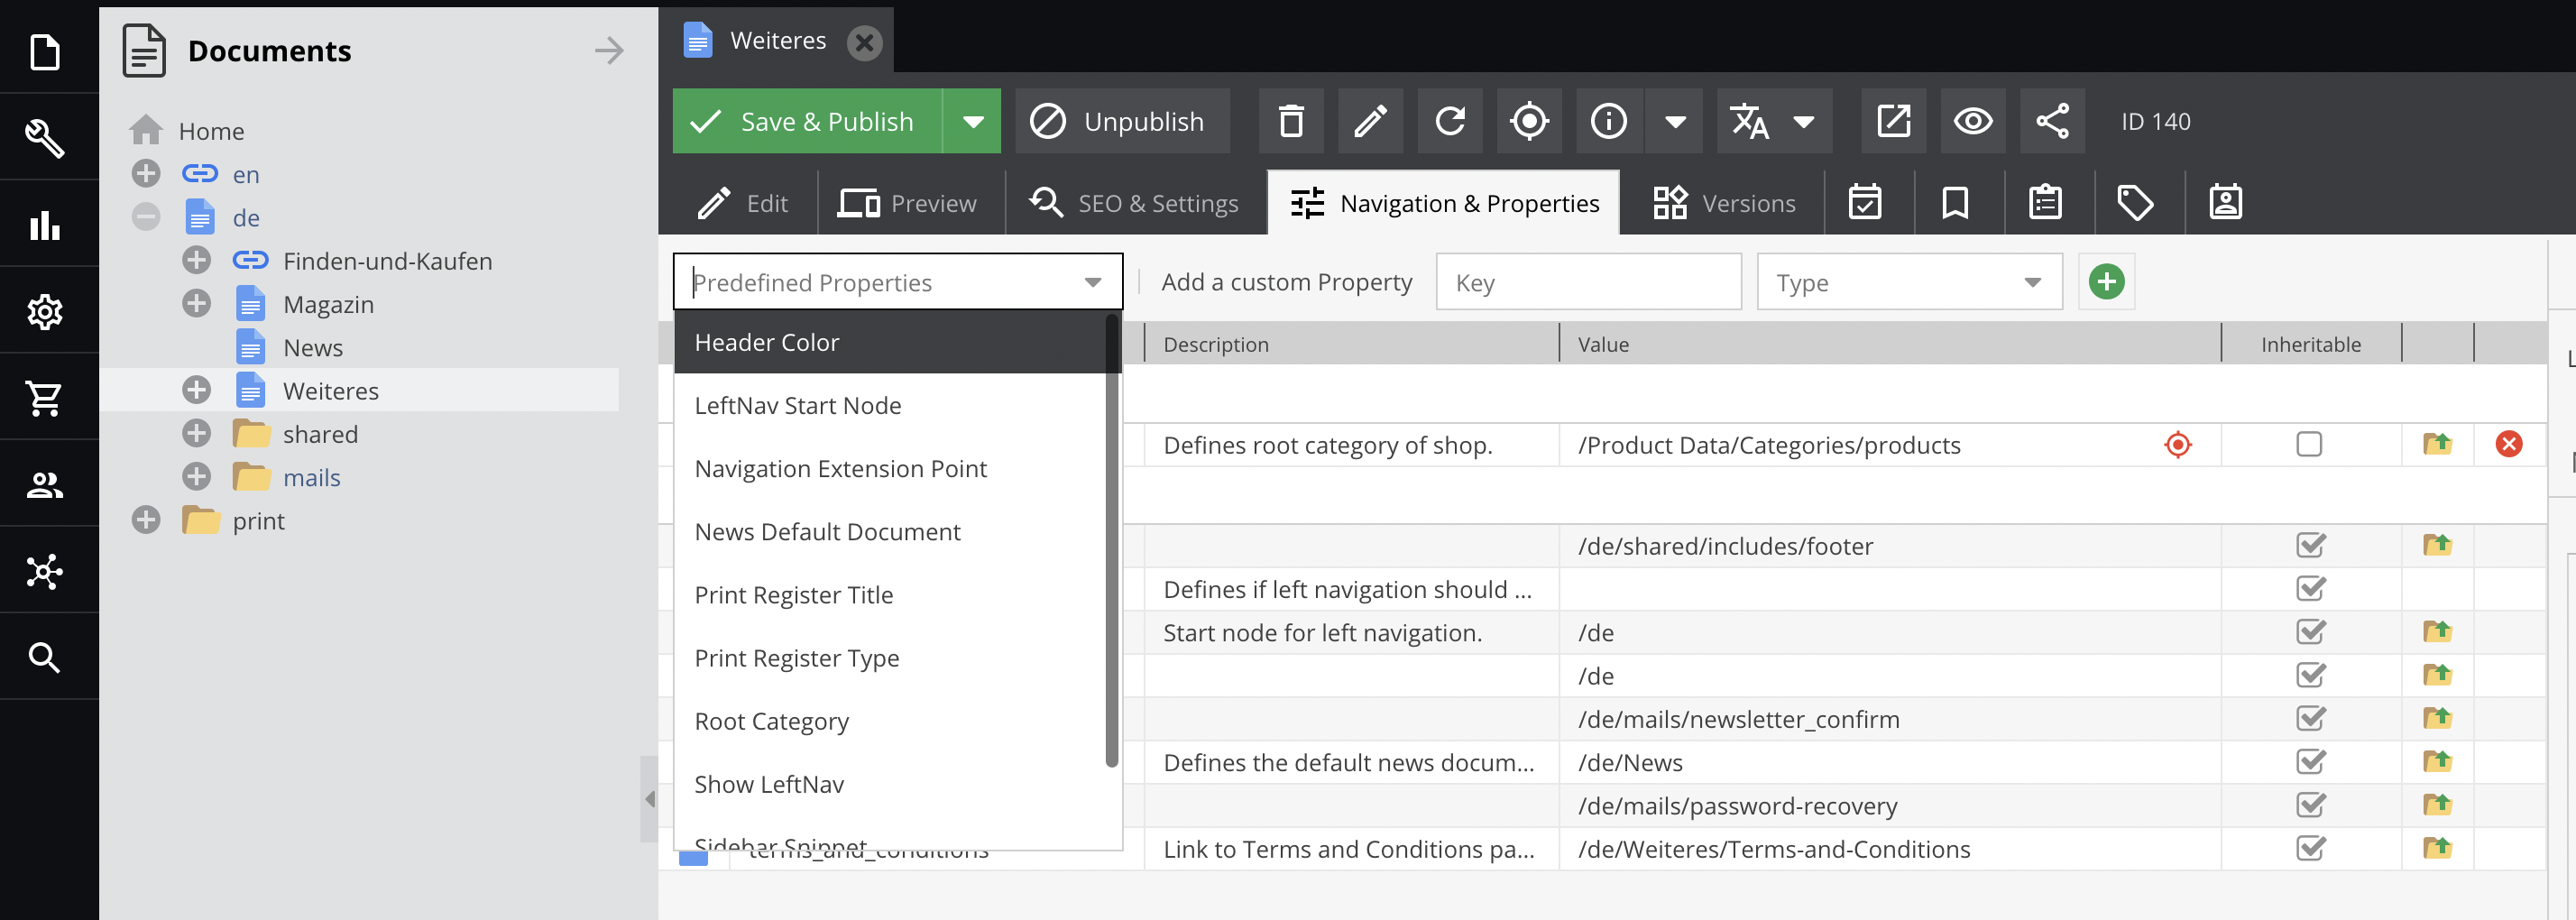 Documents
Home
en
de
Finden-und-Kaufen
Magazin
News
Weiteres
shared
mails
print
Weiteres
Save & Publish
Unpublish
ID 140
Edit
Preview
SEO & Settings
Navigation & Properties
Versions
Predefined Properties
Add a custom Property
Key
Type
Header Color
LeftNav Start Node
Navigation Extension Point
News Default Document
Print Register Title
Print Register Type
Root Category
Show LeftNav
Sidebar Snippet
Description Value Inheritable
Defines root category of shop. /Product Data/Categories/products
/de/shared/includes/footer
Defines if left navigation should ...
Start node for left navigation. /de
/de
/de/mails/newsletter_confirm
Defines the default news docum... /de/News
/de/mails/password-recovery
terms_and_conditions Link to Terms and Conditions pa... /de/Weiteres/Terms-and-Conditions